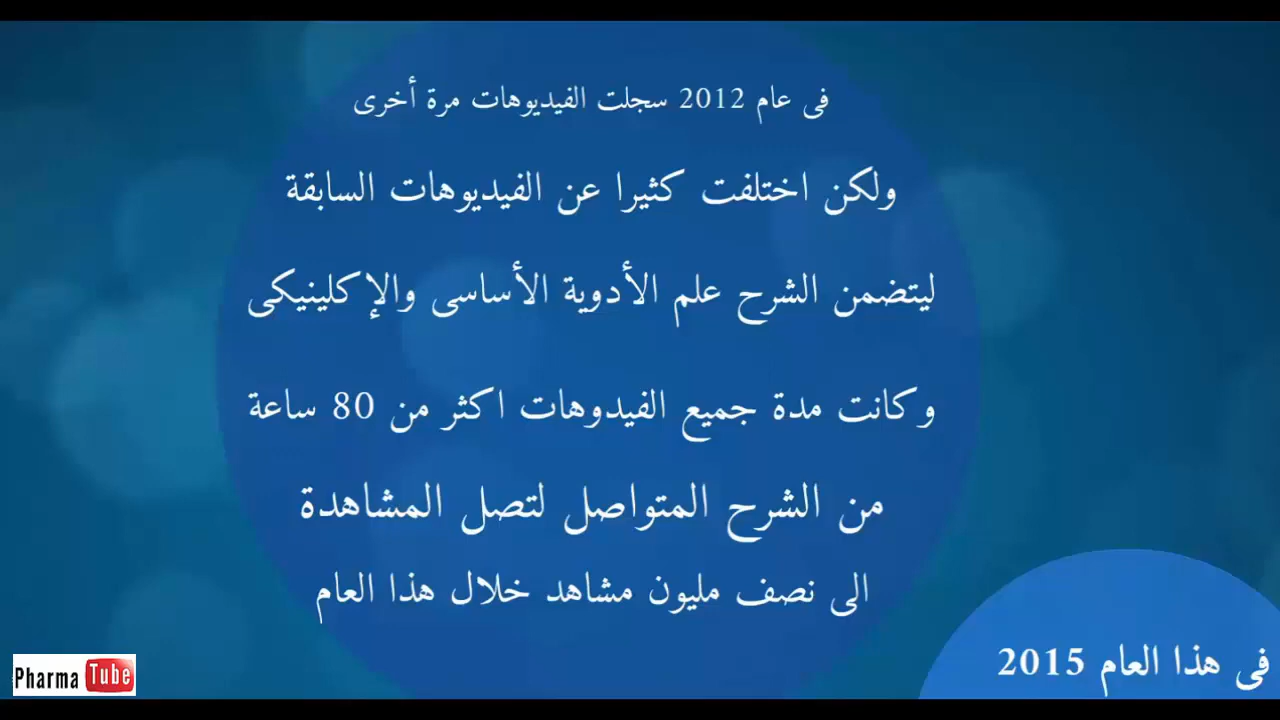 فى عام 2012 سجلت الفيديوهات مرة أخرى
ولكن اختلفت كثيرا عن الفيديوهات السابقة
ليتضمن الشرح علم الأدوية الأساسى والإكلينيكى
وكانت مدة جميع الفيدوهات اكثر من 80 ساعة
من الشرح المتواصل لتصل المشاهدة
الى نصف مليون مشاهد خلال هذا العام
فى هذا العام 2015
Pharma Tube